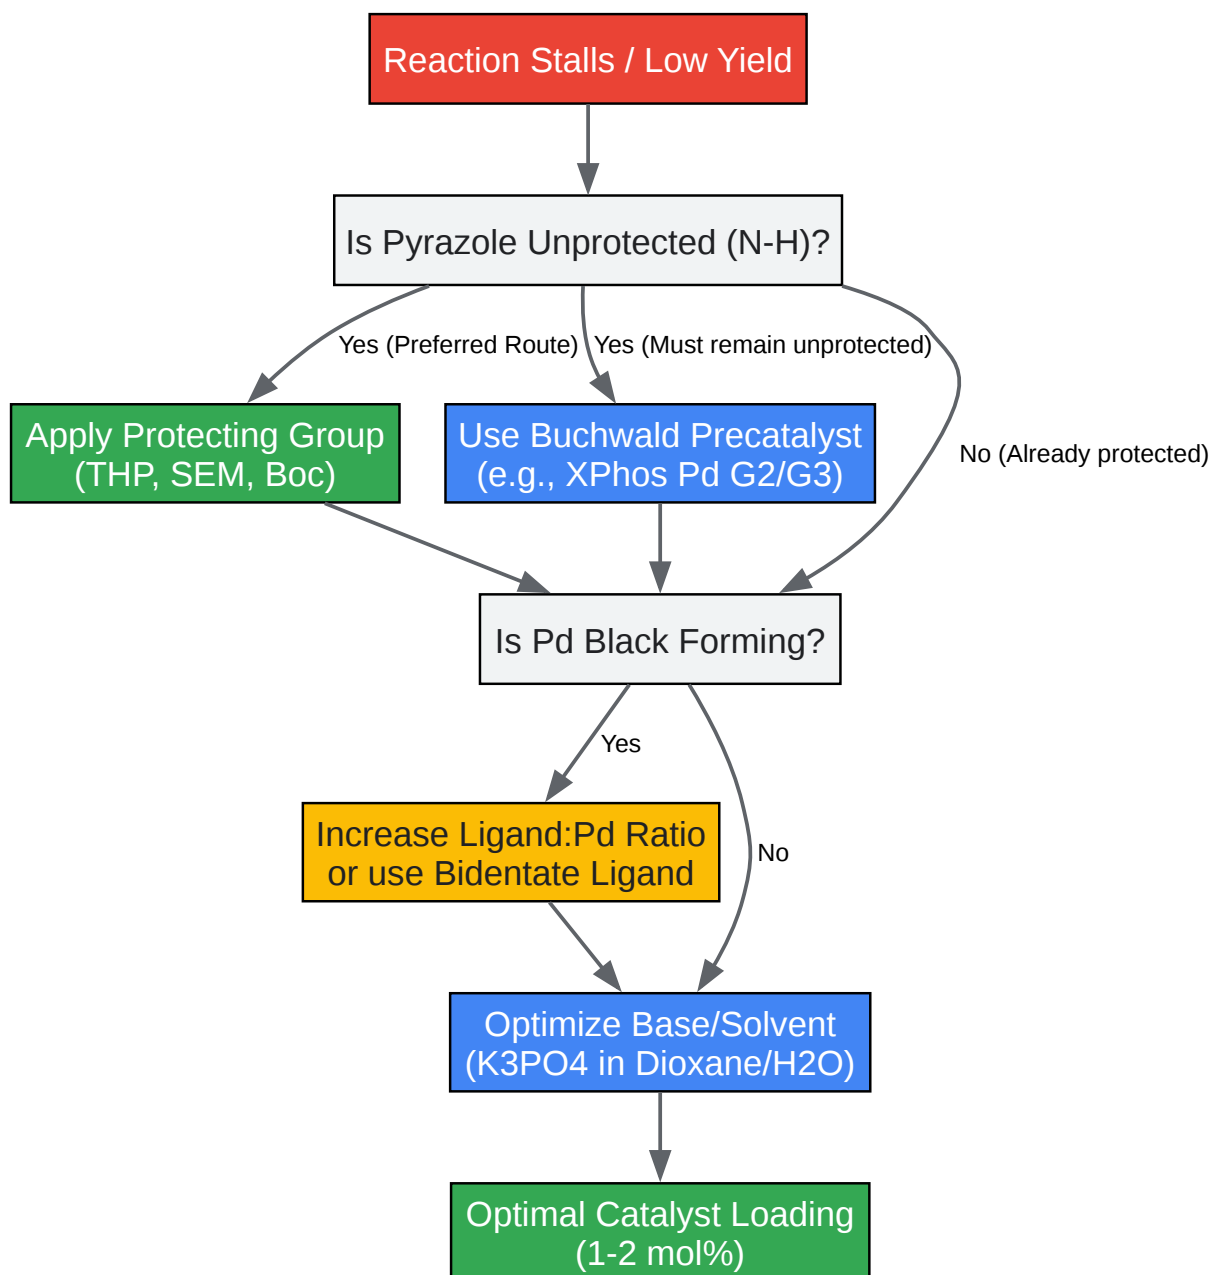 Reaction Stalls / Low Yield
Is Pyrazole Unprotected (N-H)?
Yes (Preferred Route)
Yes (Must remain unprotected)
No (Already protected)
Apply Protecting Group
(THP, SEM, Boc)
Use Buchwald Precatalyst
(e.g., XPhos Pd G2/G3)
Is Pd Black Forming?
Yes
No
Increase Ligand:Pd Ratio
or use Bidentate Ligand
Optimize Base/Solvent
(K3PO4 in Dioxane/H2O)
Optimal Catalyst Loading
(1-2 mol%)